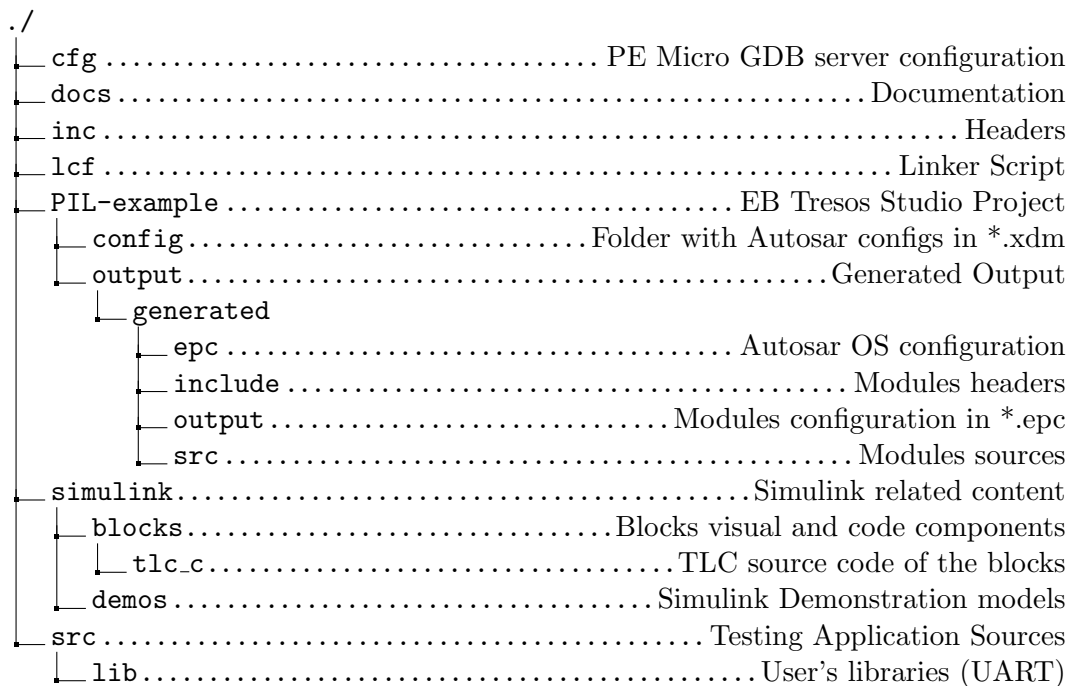 ./
cfg ..................................... PE Micro GDB server configuration
docs ........................................................ Documentation
inc ................................................................ Headers
lcf .......................................................... Linker Script
PIL-example ...................................... EB Tresos Studio Project
config .............................. Folder with Autosar configs in *.xdm
output ................................................ Generated Output
generated
epc ...................................... Autosar OS configuration
include .......................................... Modules headers
output .............................. Modules configuration in *.epc
src ............................................... Modules sources
simulink ........................................... Simulink related content
blocks ................................ Blocks visual and code components
tlc_c ................................... TLC source code of the blocks
demos .................................... Simulink Demonstration models
src ............................................. Testing Application Sources
lib .............................................. User's libraries (UART)